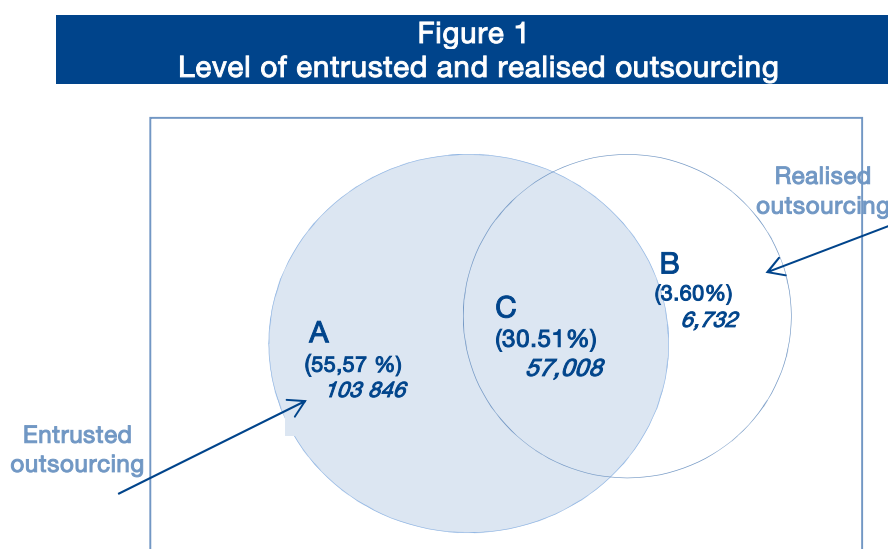 Figure 1
Level of entrusted and realised outsourcing
Realised
outsourcing
B
(3.60%)
6,732
C
(30.51%)
57,008
A
(55,57 %)
103 846
Entrusted
outsourcing